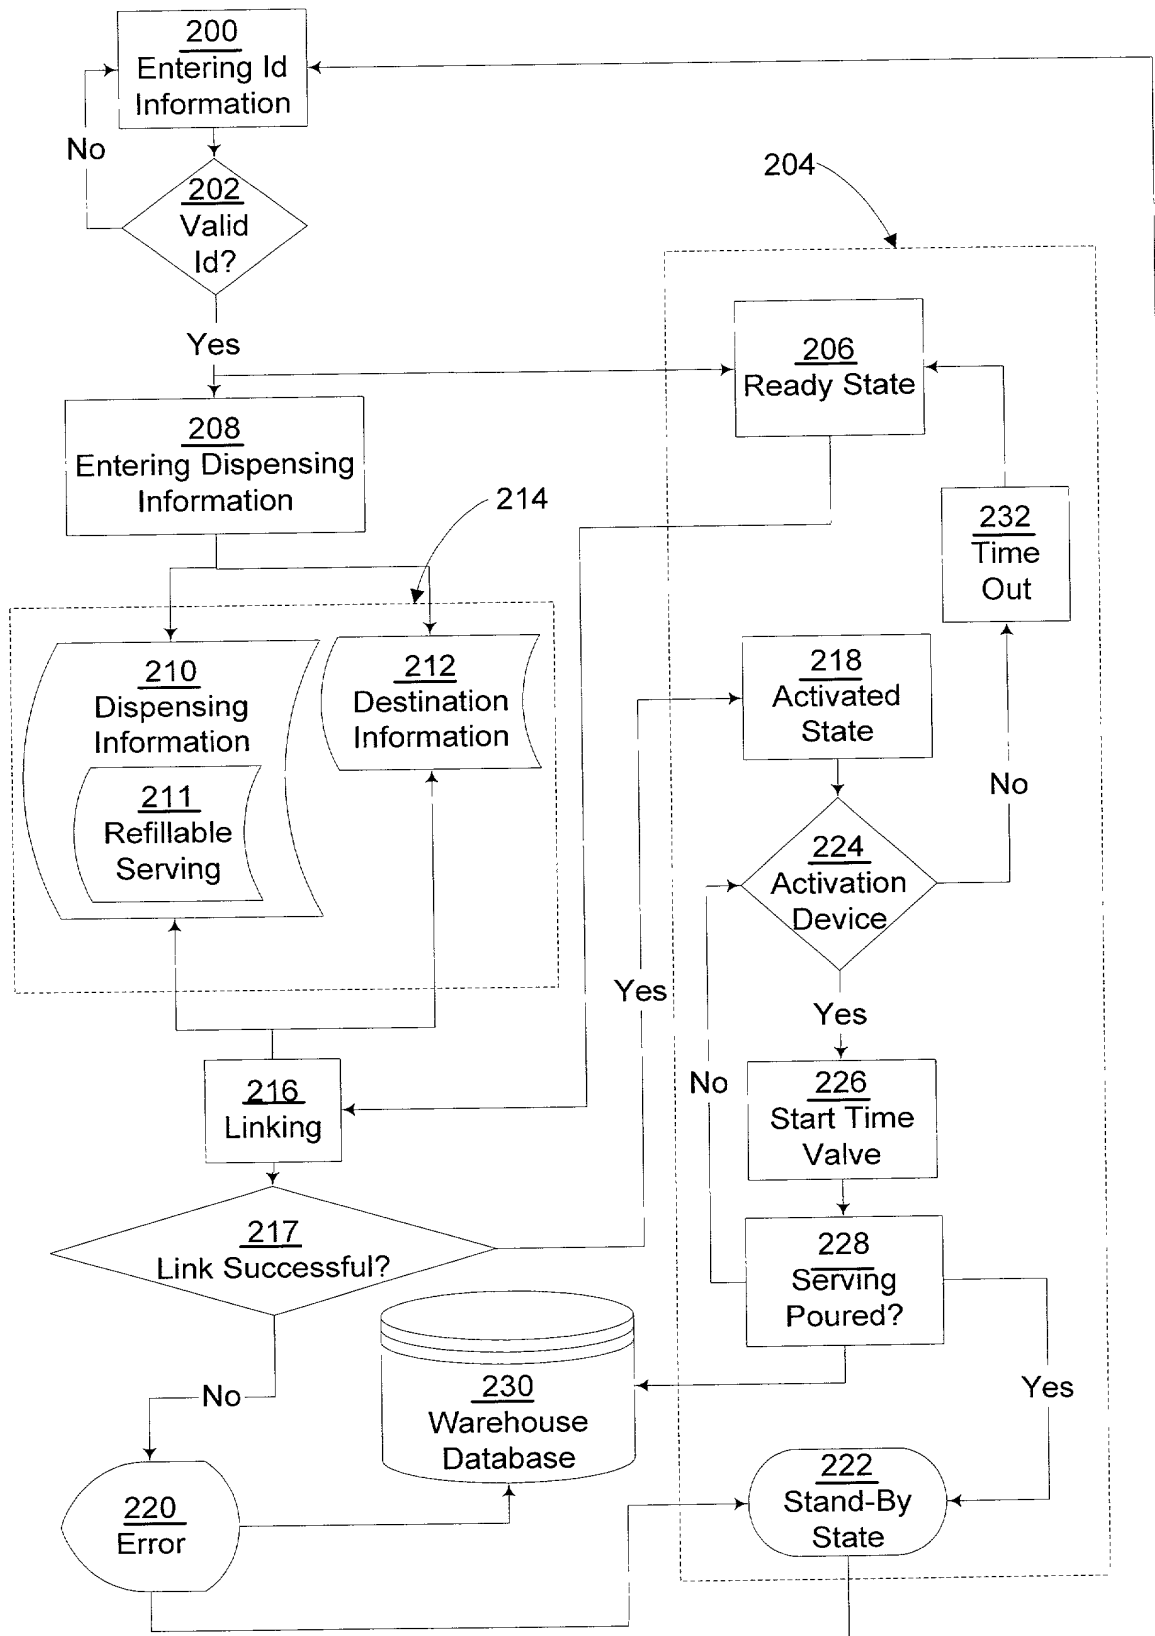 200
Entering Id
Information
No
202
Valid
Id?
Yes
204
206
Ready State
208
Entering Dispensing
Information
214
232
Time
Out
210
Dispensing
Information
212
Destination
Information
211
Refillable
Serving
218
Activated
State
No
224
Activation
Device
Yes
Yes
No
216
Linking
226
Start Time
Valve
217
Link Successful?
228
Serving
Poured?
No
Yes
230
Warehouse
Database
220
Error
222
Stand-By
State